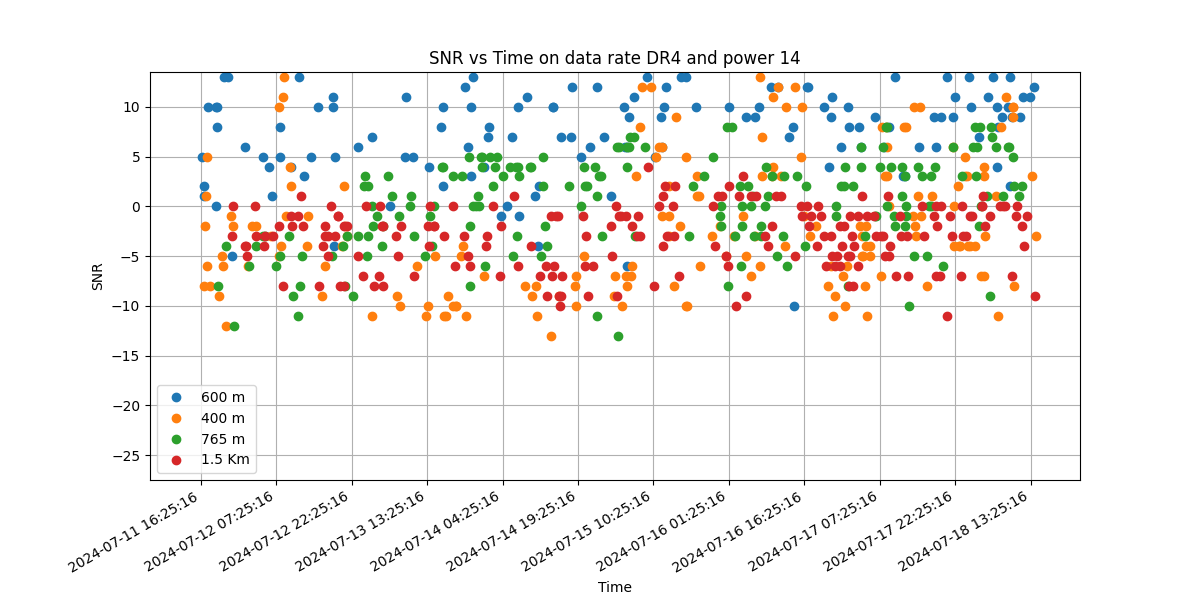 SNR vs Time on data rate DR4 and power 14
SNR
10
5
0
−5
−10
−15
−20
−25
600 m
400 m
765 m
1.5 Km
2024-07-11 16:25:16
2024-07-12 07:25:16
2024-07-12 22:25:16
2024-07-13 13:25:16
2024-07-14 04:25:16
2024-07-14 19:25:16
2024-07-15 10:25:16
2024-07-16 01:25:16
2024-07-16 16:25:16
2024-07-17 07:25:16
2024-07-17 22:25:16
2024-07-18 13:25:16
Time